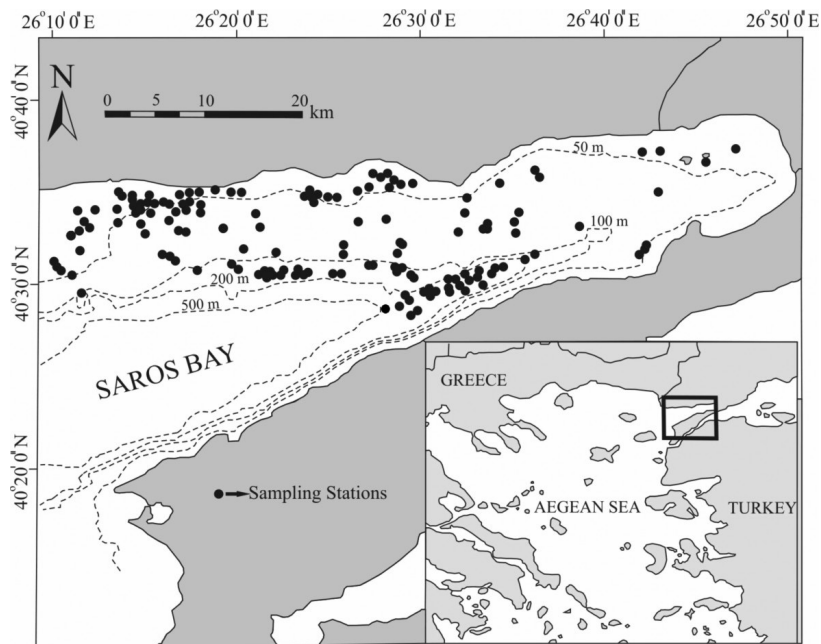 26°10'0"E 26°20'0"E 26°30'0"E 26°40'0"E 26°50'0"E
40°40'0"N
40°30'0"N
40°20'0"N
N
0 5 10 20
km
50 m
100 m
200 m
500 m
SAROS BAY
Sampling Stations
GREECE
AEGEAN SEA
TURKEY